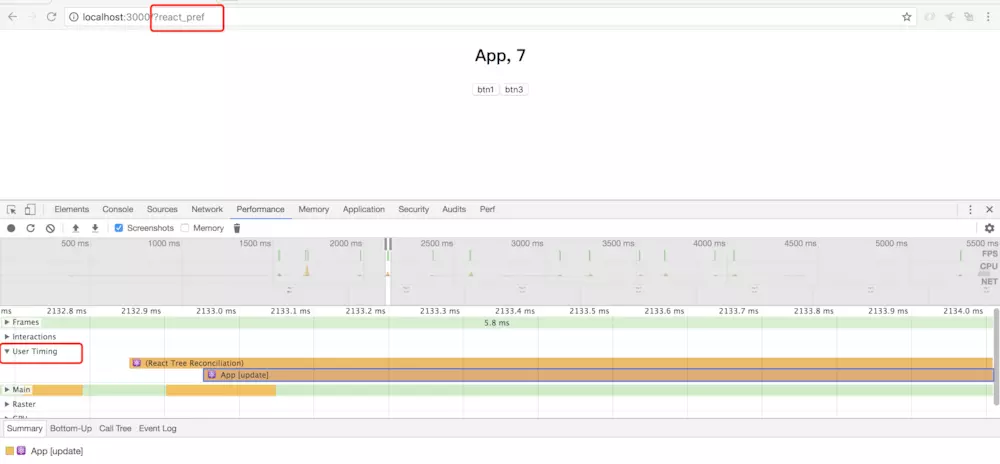 localhost:3000/?react_pref
App, 7
btn1 btn3
Elements Console Sources Network Performance Memory Application Security Audits Perf
Screenshots Memory
500 ms 1000 ms 1500 ms 2000 ms 2500 ms 3000 ms 3500 ms 4000 ms 4500 ms 5000 ms 5500 ms
FPS
CPU
NET
ms 2132.8 ms 2132.9 ms 2133.0 ms 2133.1 ms 2133.2 ms 2133.3 ms 2133.4 ms 2133.5 ms 2133.6 ms 2133.7 ms 2133.8 ms 2133.9 ms 2134.0 ms
Frames 5.8 ms
Interactions
User Timing
(React Tree Reconciliation)
App [update]
Main
Raster
Summary Bottom-Up Call Tree Event Log
App [update]